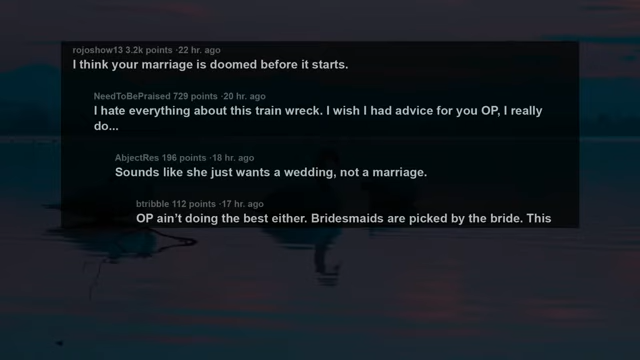 rojoshow13 3.2k points ·22 hr. ago
I think your marriage is doomed before it starts.
NeedToBePraised 729 points ·20 hr. ago
I hate everything about this train wreck. I wish I had advice for you OP, I really
do...
AbjectRes 196 points ·18 hr. ago
Sounds like she just wants a wedding, not a marriage.
btribble 112 points ·17 hr. ago
OP ain’t doing the best either. Bridesmaids are picked by the bride. This